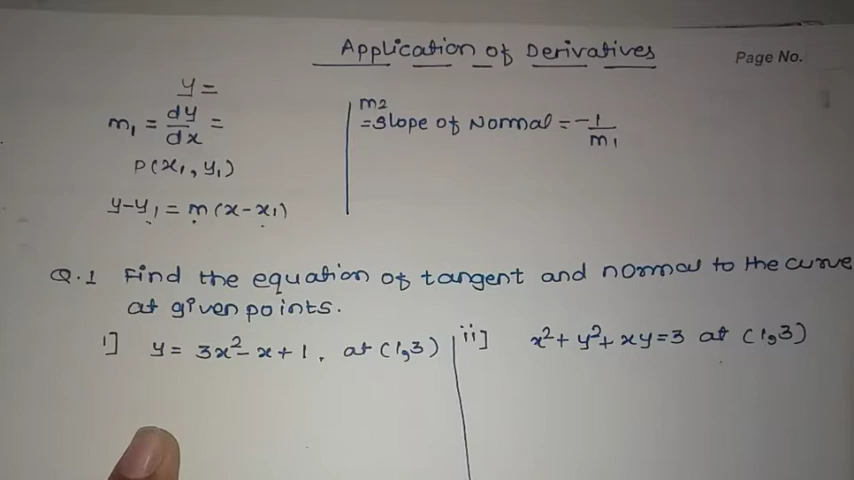 Application of Derivatives
Page No.
y =
m₁ = dy/dx =
P(x₁, y₁)
y-y₁ = m(x-x₁)
m₂
= Slope of Normal = -1/m₁
Q.1 Find the equation of tangent and normal to the curve
at given points.
i] y = 3x²-x+1, at (1,3)
ii] x²+y²+xy=3 at (1,3)